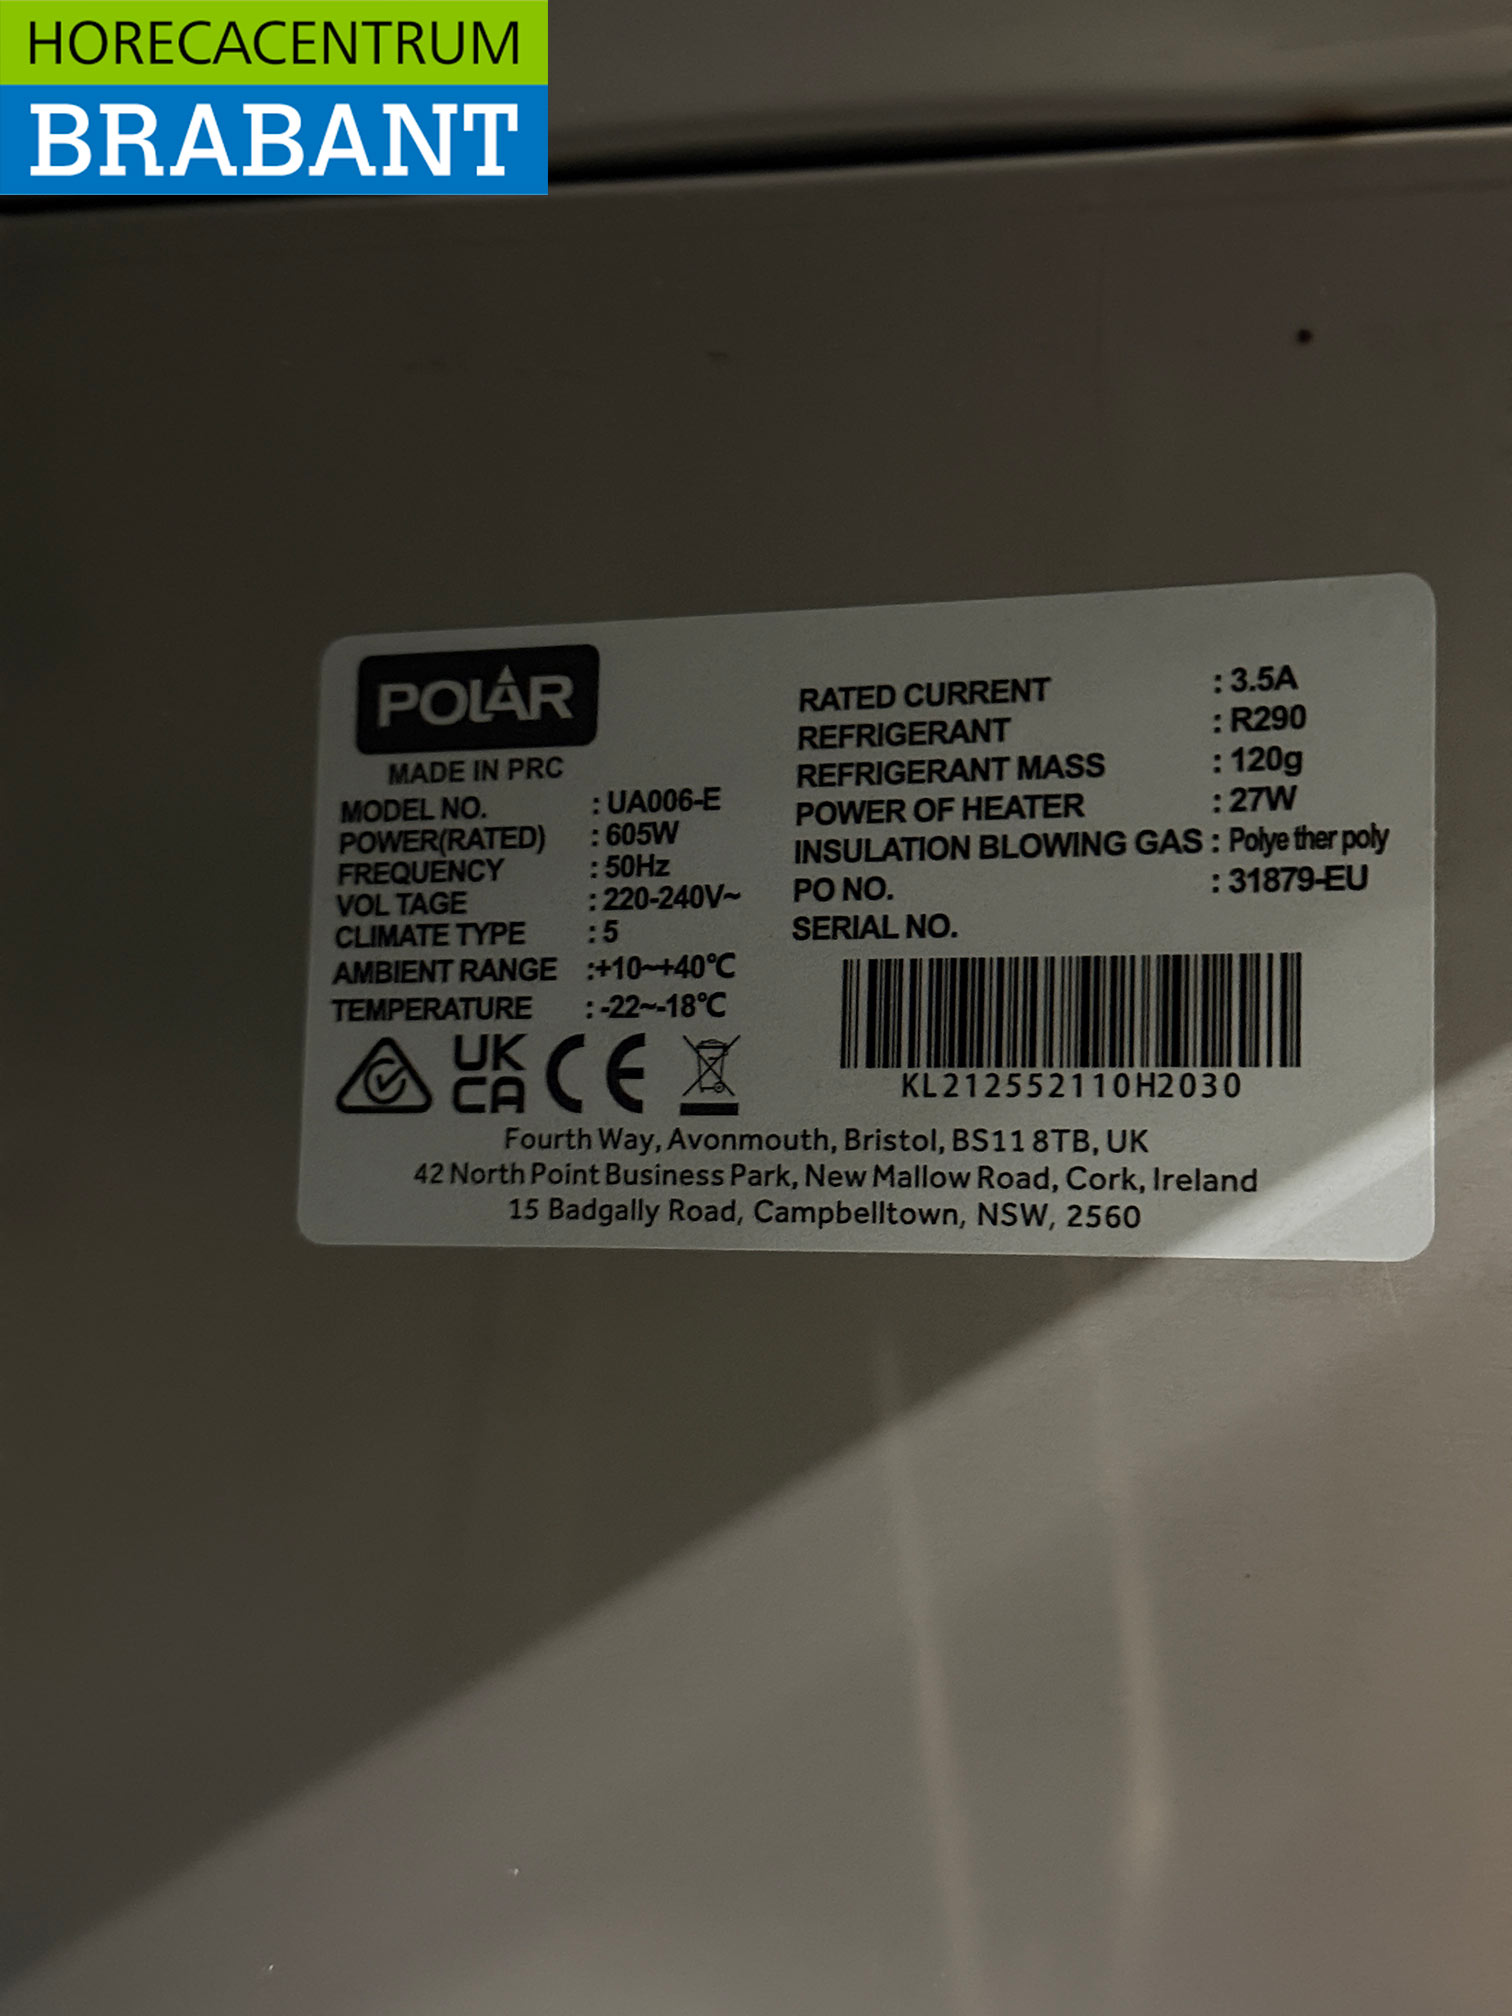 HORECACENTRUM
BRABANT
POLAR
MADE IN PRC
MODEL NO. : UA006-E
POWER(RATED) : 605W
FREQUENCY : 50Hz
VOL TAGE : 220-240V~
CLIMATE TYPE : 5
AMBIENT RANGE :+10~+40℃
TEMPERATURE : -22~-18℃
RATED CURRENT : 3.5A
REFRIGERANT : R290
REFRIGERANT MASS : 120g
POWER OF HEATER : 27W
INSULATION BLOWING GAS : Polye ther poly
PO NO. : 31879-EU
SERIAL NO.
KL212552110H2030
UK
CA
CE
Fourth Way, Avonmouth, Bristol, BS11 8TB, UK
42 North Point Business Park, New Mallow Road, Cork, Ireland
15 Badgally Road, Campbelltown, NSW, 2560